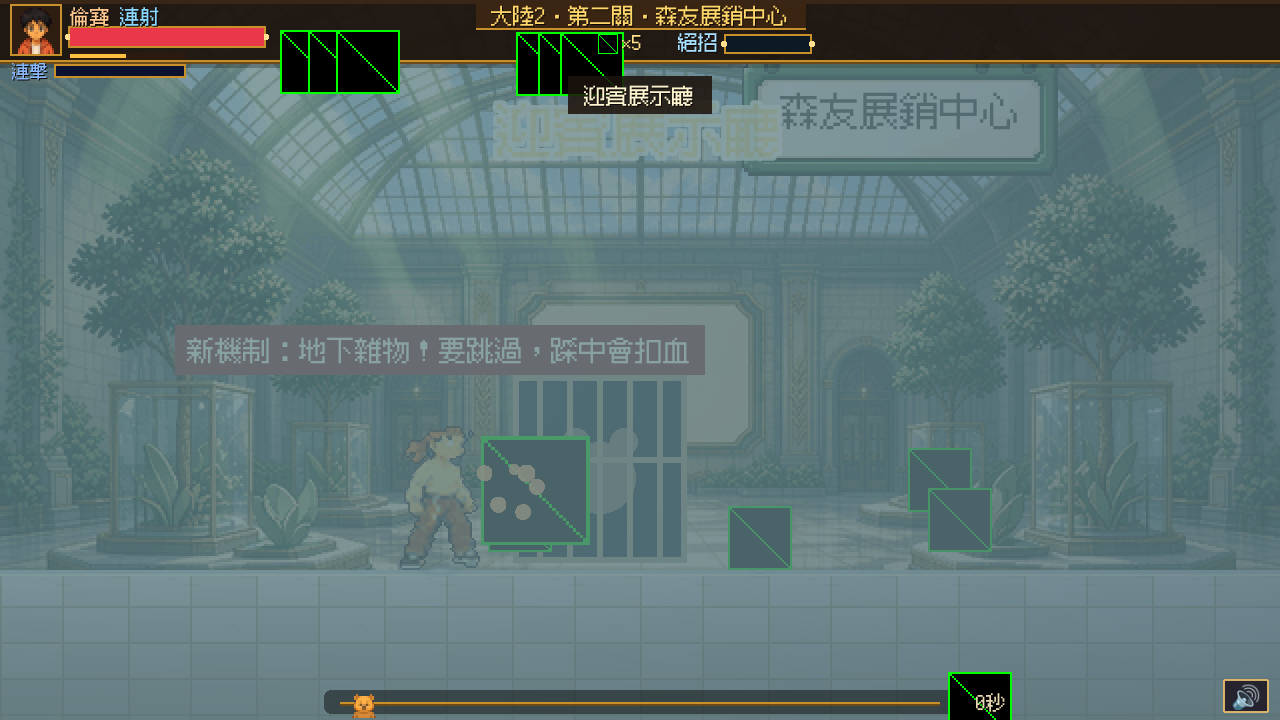 倫寶 連射
大陸2・第二關・森友展銷中心
×5
絕招
連擊
迎賓展示廳
迎賓展示廳
森友展銷中心
新機制：地下雜物！要跳過，踩中會扣血
0秒